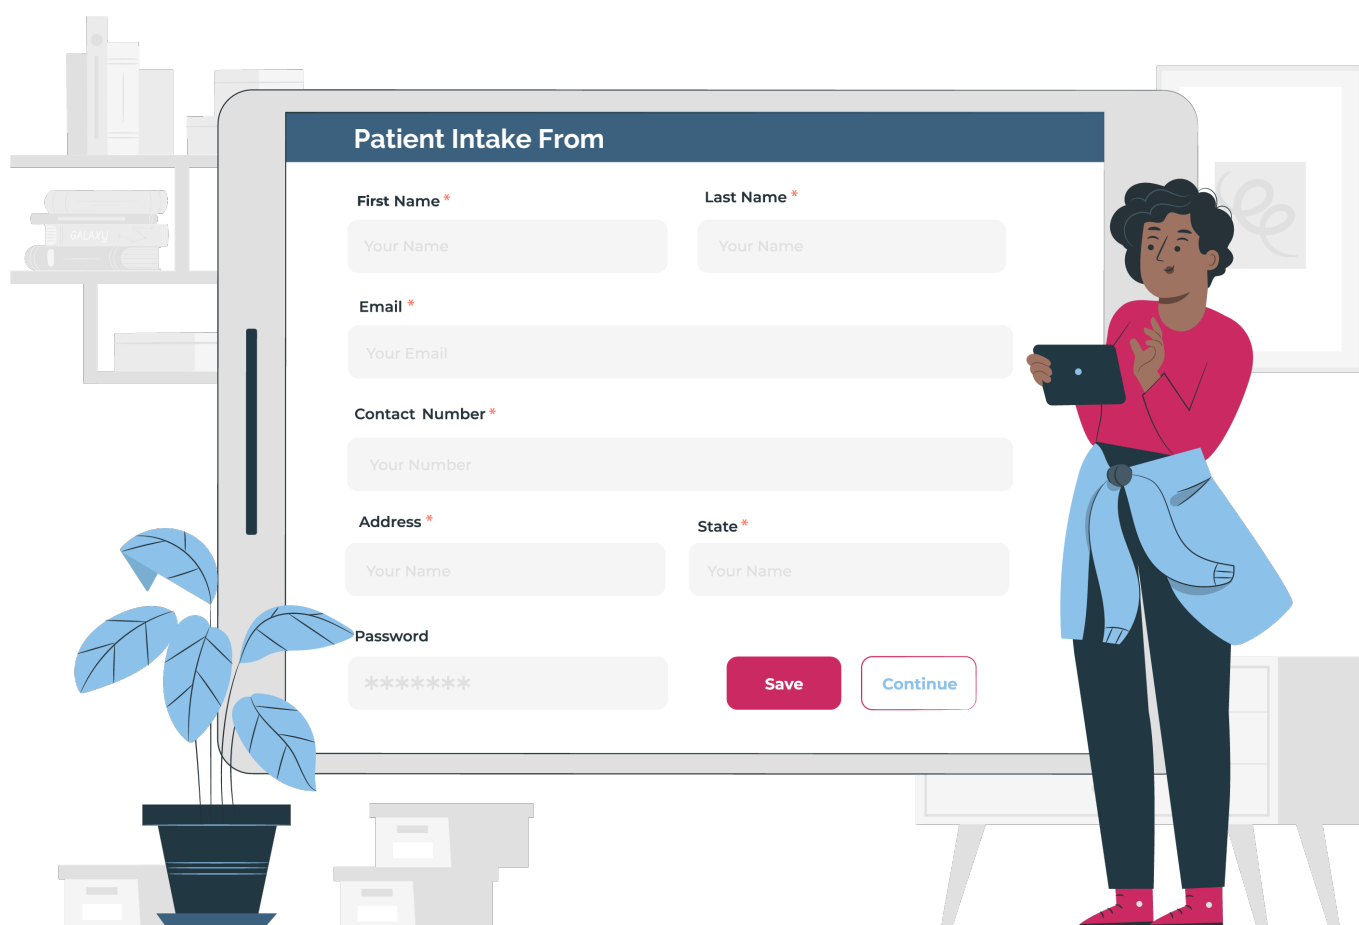 Patient Intake From
First Name *
Last Name *
Your Name
Your Name
Email *
Your Email
Contact Number *
Your Number
Address *
State *
Your Name
Your Name
Password
*******
Save
Continue
GALAXY